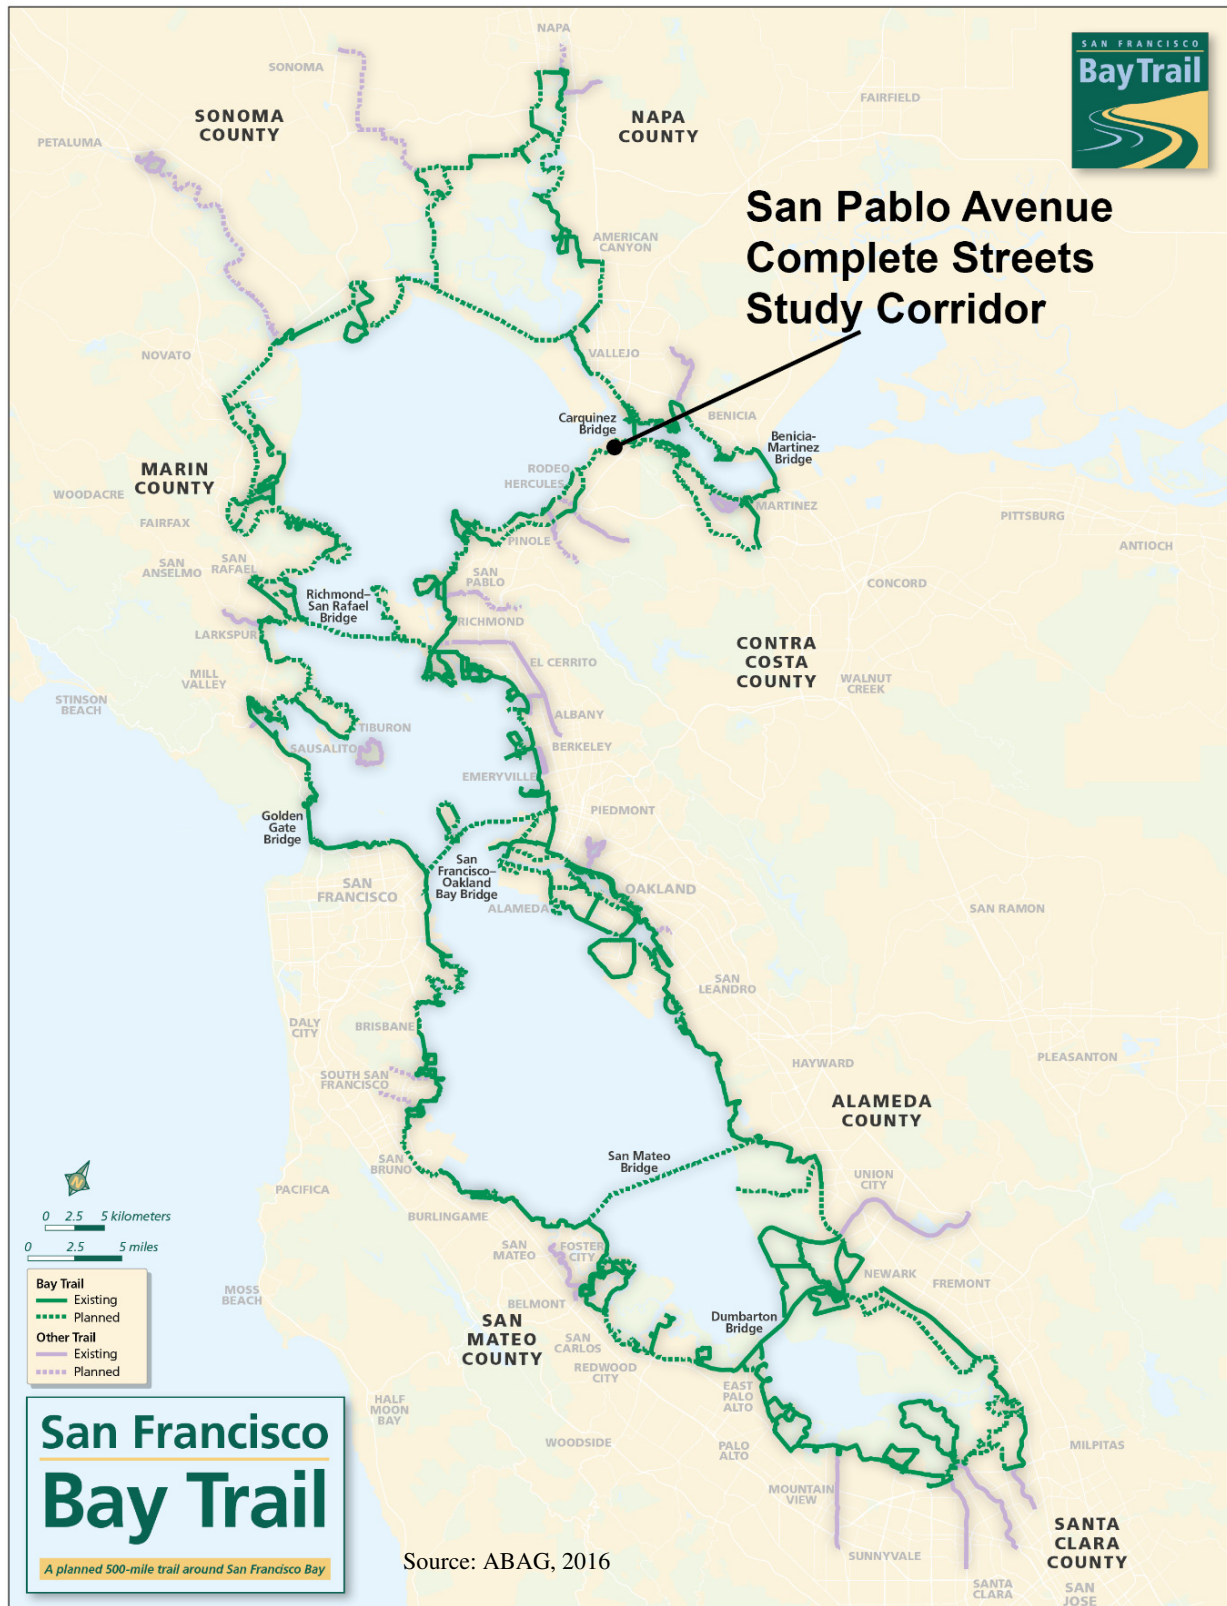 NAPA
SONOMA
SAN FRANCISCO
Bay Trail
FAIRFIELD
SONOMA
COUNTY
NAPA
COUNTY
PETALUMA
San Pablo Avenue
Complete Streets
Study Corridor
AMERICAN
CANYON
NOVATO
VALLEJO
Carquinez
Bridge
BENICIA
Benicia-
Martinez
Bridge
MARIN
COUNTY
RODEO
HERCULES
WOODACRE
MARTINEZ
PITTSBURG
FAIRFAX
PINOLE
ANTIOCH
SAN
ANSELMO
SAN
RAFAEL
SAN
PABLO
CONCORD
Richmond–
San Rafael
Bridge
RICHMOND
LARKSPUR
CONTRA
COSTA
COUNTY
EL CERRITO
MILL
VALLEY
WALNUT
CREEK
STINSON
BEACH
ALBANY
TIBURON
SAUSALITO
BERKELEY
EMERYVILLE
PIEDMONT
Golden
Gate
Bridge
SAN
FRANCISCO
San
Francisco–
Oakland
Bay Bridge
OAKLAND
ALAMEDA
SAN RAMON
SAN
LEANDRO
DALY
CITY
BRISBANE
HAYWARD
PLEASANTON
SOUTH SAN
FRANCISCO
ALAMEDA
COUNTY
SAN
BRUNO
San Mateo
Bridge
UNION
CITY
PACIFICA
N
0 2.5 5 kilometers
0 2.5 5 miles
BURLINGAME
SAN
MATEO
FOSTER
CITY
NEWARK
FREMONT
MOSS
BEACH
BELMONT
Bay Trail
Existing
Planned
Other Trail
Existing
Planned
SAN
MATEO
COUNTY
SAN
CARLOS
Dumbarton
Bridge
REDWOOD
CITY
EAST
PALO
ALTO
HALF
MOON
BAY
WOODSIDE
PALO
ALTO
MILPITAS
San Francisco
Bay Trail
A planned 500-mile trail around San Francisco Bay
MOUNTAIN
VIEW
SANTA
CLARA
COUNTY
Source: ABAG, 2016
SUNNYVALE
SANTA
CLARA
SAN
JOSE